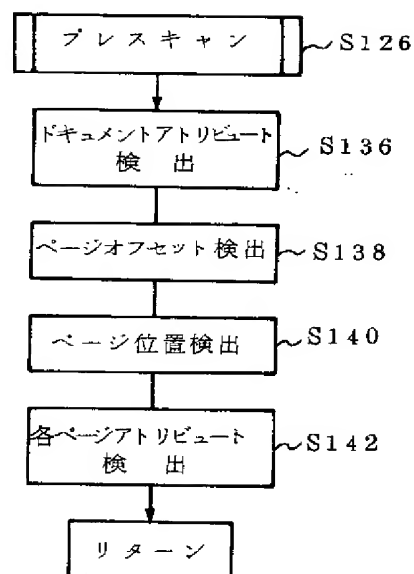 プレスキャン S126
ドキュメントアトリビュート
検出 S136
ページオフセット検出 S138
ページ位置検出 S140
各ページアトリビュート
検出 S142
リターン